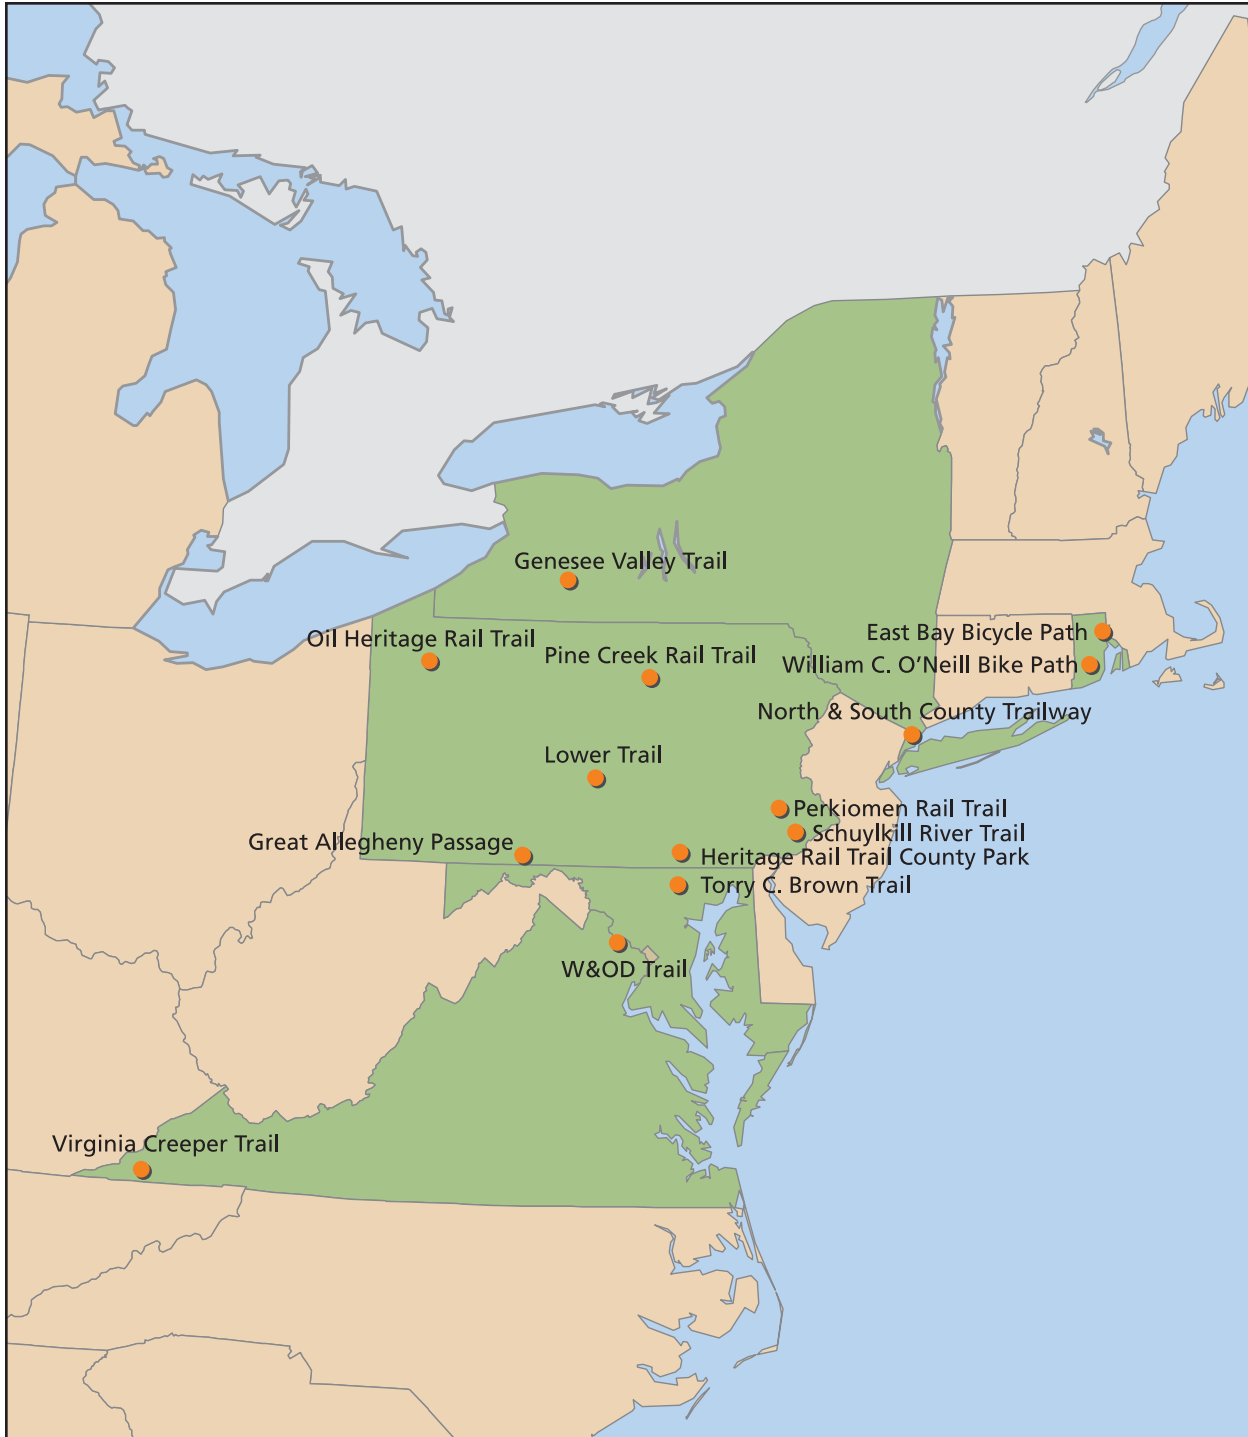 Genesee Valley Trail
East Bay Bicycle Path
Oil Heritage Rail Trail
Pine Creek Rail Trail
William C. O'Neill Bike Path
North & South County Trailway
Lower Trail
Perkiomen Rail Trail
Schuylkill River Trail
Great Allegheny Passage
Heritage Rail Trail County Park
Torry C. Brown Trail
W&OD Trail
Virginia Creeper Trail